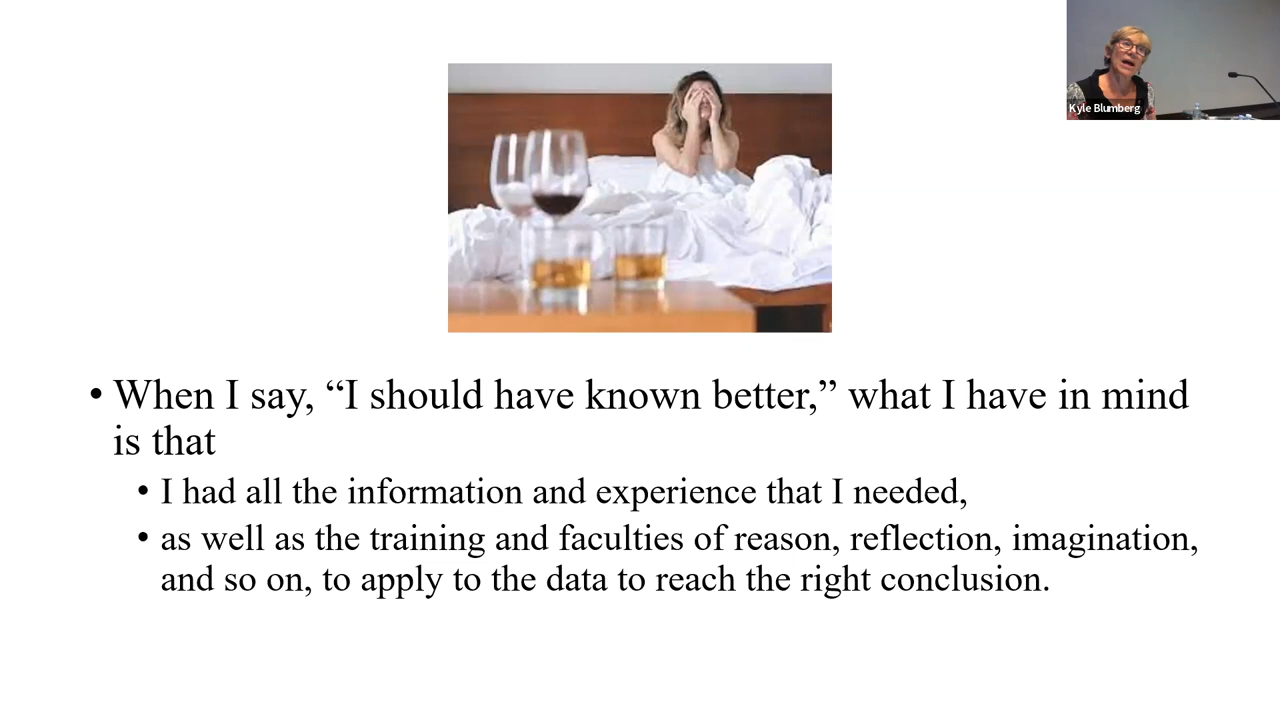 Kyle Blumberg
• When I say, “I should have known better,” what I have in mind
is that
• I had all the information and experience that I needed,
• as well as the training and faculties of reason, reflection, imagination,
and so on, to apply to the data to reach the right conclusion.